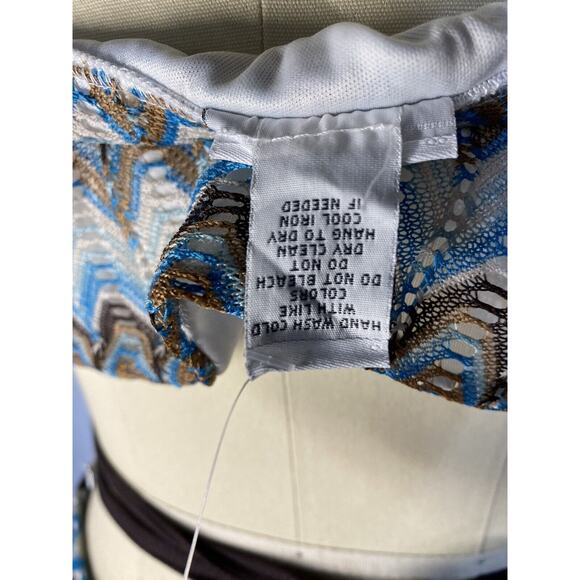 HAND WASH COLD
WITH LIKE
COLORS
DO NOT BLEACH
DO NOT
DRY CLEAN
HANG TO DRY
COOL IRON
IF NEEDED